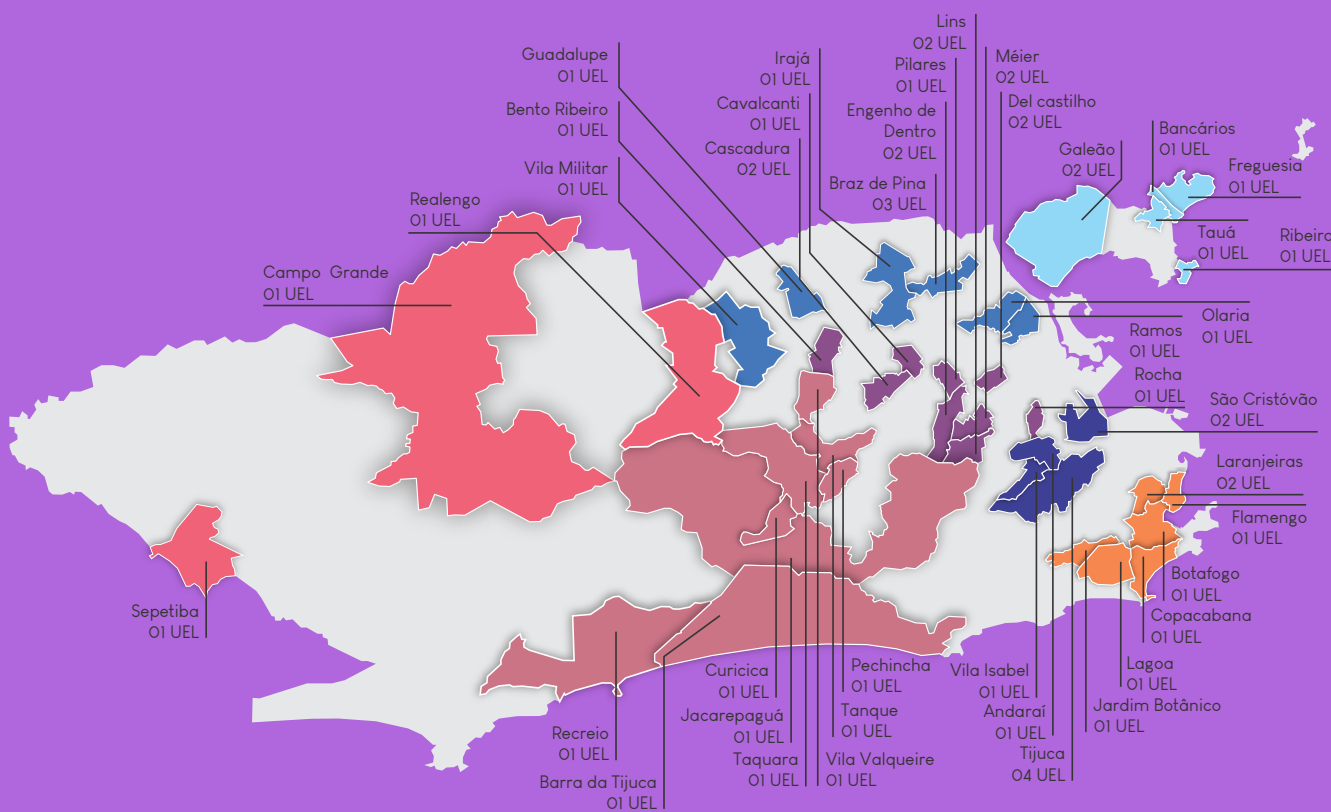 Lins
02 UEL
Guadalupe
01 UEL
Irajá
01 UEL
Pilares
01 UEL
Méier
02 UEL
Bento Ribeiro
01 UEL
Cavalcanti
01 UEL
Engenho de
Dentro
02 UEL
Del castilho
02 UEL
Cascadura
02 UEL
Galeão
02 UEL
Bancários
01 UEL
Freguesia
01 UEL
Vila Militar
01 UEL
Braz de Pina
03 UEL
Realengo
01 UEL
Tauá
01 UEL
Ribeira
01 UEL
Campo Grande
01 UEL
Olaria
01 UEL
Ramos
01 UEL
Rocha
01 UEL
São Cristóvão
02 UEL
Laranjeiras
02 UEL
Flamengo
01 UEL
Botafogo
01 UEL
Copacabana
01 UEL
Sepetiba
01 UEL
Curicica
01 UEL
Pechincha
01 UEL
Vila Isabel
01 UEL
Lagoa
01 UEL
Jacarepaguá
01 UEL
Tanque
01 UEL
Andaraí
01 UEL
Jardim Botânico
01 UEL
Recreio
01 UEL
Taquara
01 UEL
Vila Valqueire
01 UEL
Tijuca
04 UEL
Barra da Tijuca
01 UEL